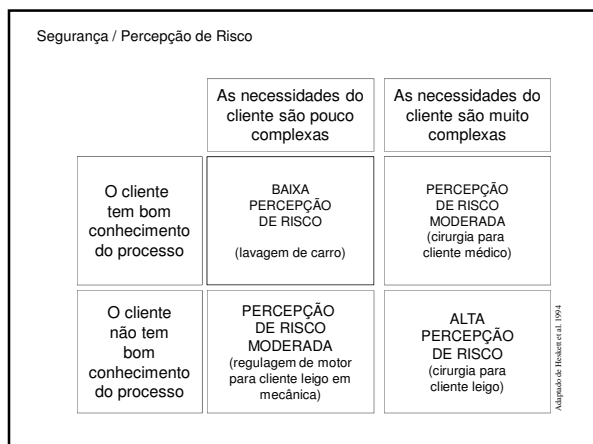 Segurança / Percepção de Risco
As necessidades do
cliente são pouco
complexas
As necessidades do
cliente são muito
complexas
O cliente
tem bom
conhecimento
do processo
BAIXA
PERCEPÇÃO
DE RISCO
(lavagem de carro)
PERCEPÇÃO
DE RISCO
MODERADA
(cirurgia para
cliente médico)
O cliente
não tem
bom
conhecimento
do processo
PERCEPÇÃO
DE RISCO
MODERADA
(regulagem de motor
para cliente leigo em
mecânica)
ALTA
PERCEPÇÃO
DE RISCO
(cirurgia para
cliente leigo)
Adaptado de Heskett et al. 1994